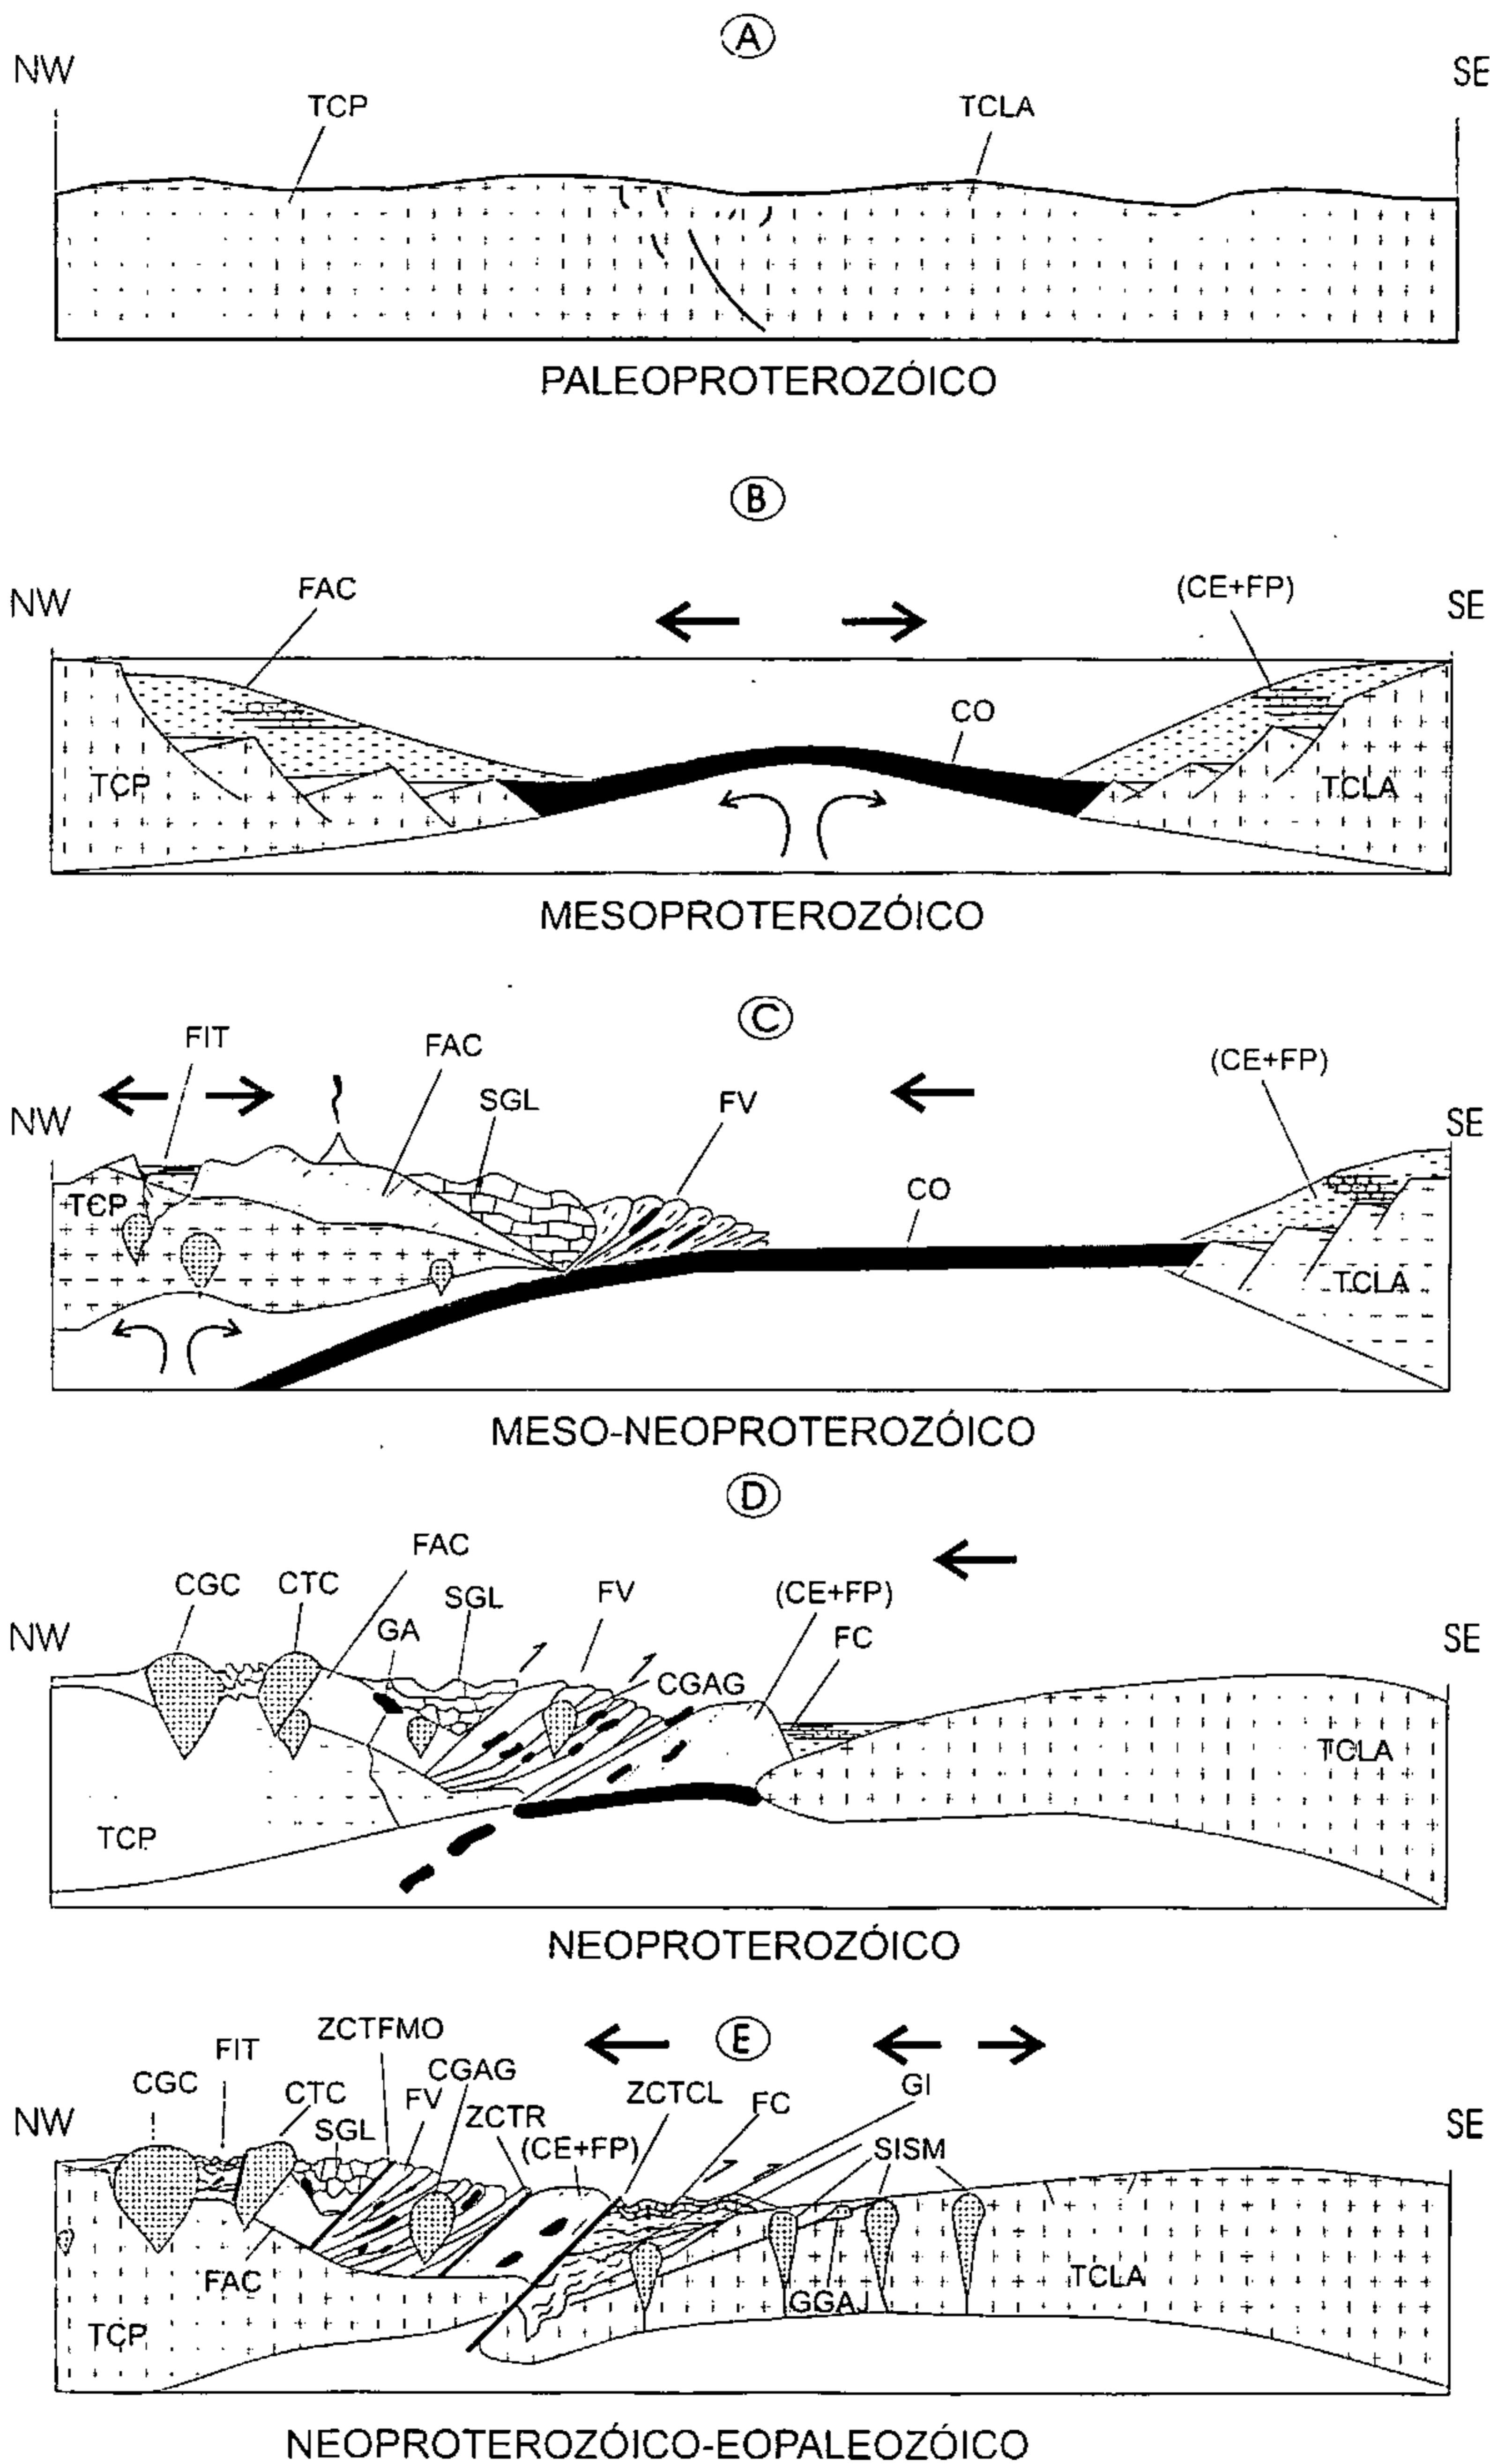 A
NW SE
TCP TCLA
PALEOPROTEROZÓICO
B
NW FAC (CE+FP) SE
CO
TCP TCLA
MESOPROTEROZÓICO
C
FIT FAC (CE+FP)
NW SGL FV SE
TCP CO
TCLA
MESO-NEOPROTEROZÓICO
D
FAC
CGC CTC SGL FV (CE+FP)
NW GA FC SE
CGAG
TCLA
TCP
NEOPROTEROZÓICO
E
ZCTFMO
FIT CGAG
CGC CTC FV ZCTCL FC GI
NW SGL ZCTR SE
(CE+FP) SISM
FAC TCLA
GGAJ
TCP
NEOPROTEROZÓICO-EOPALEOZÓICO